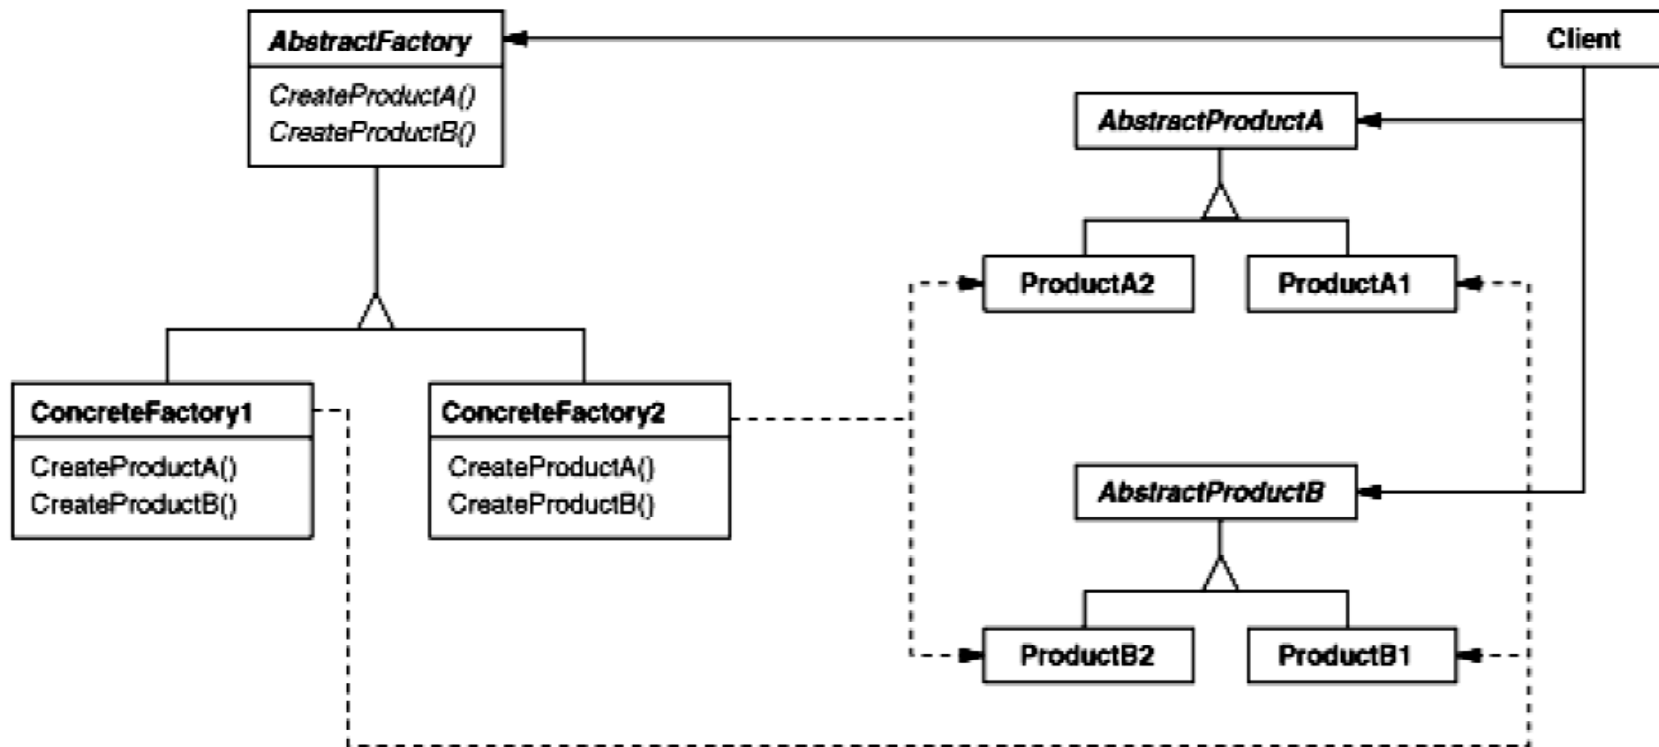 AbstractFactory
CreateProductA()
CreateProductB()
Client
AbstractProductA
ProductA2
ProductA1
ConcreteFactory1
CreateProductA()
CreateProductB()
ConcreteFactory2
CreateProductA()
CreateProductB()
AbstractProductB
ProductB2
ProductB1